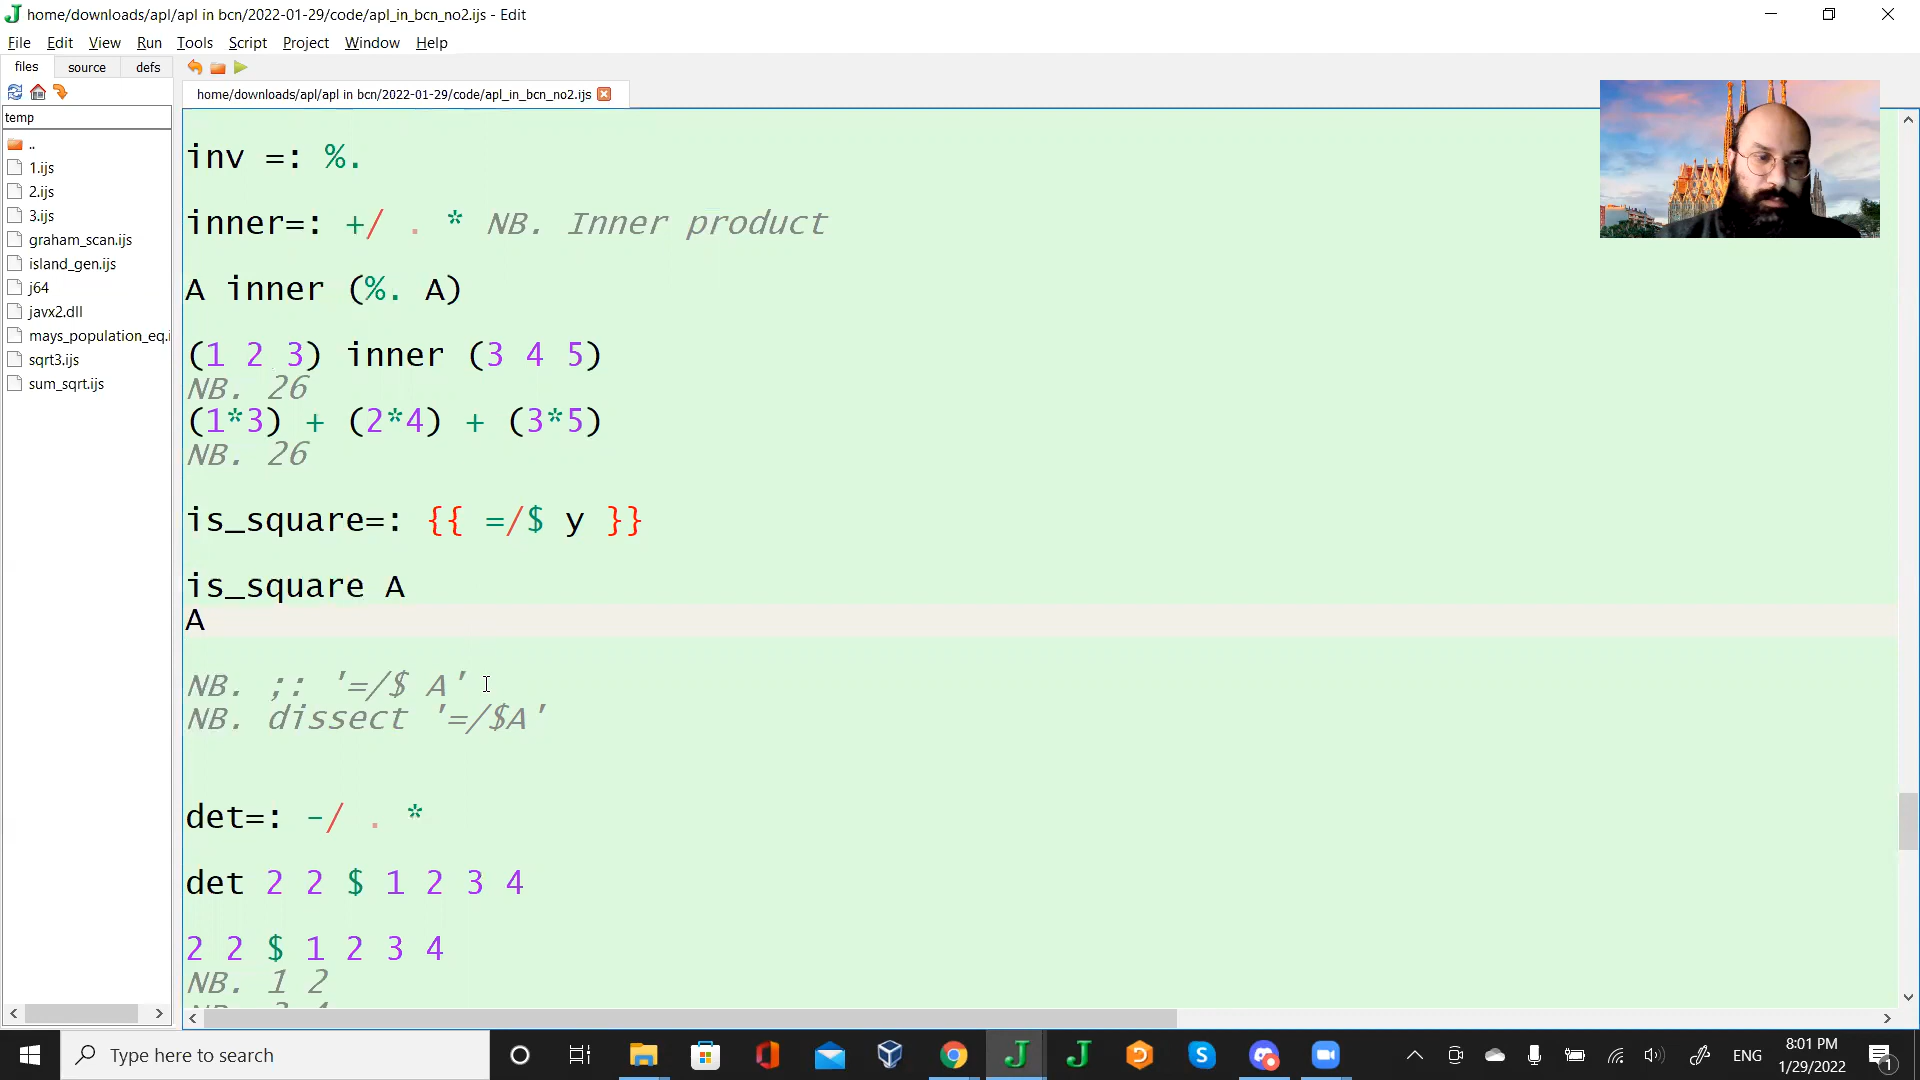 home/downloads/apl/apl in bcn/2022-01-29/code/apl_in_bcn_no2.ijs - Edit
File Edit View Run Tools Script Project Window Help
files source defs
home/downloads/apl/apl in bcn/2022-01-29/code/apl_in_bcn_no2.ijs
temp
..
1.ijs
2.ijs
3.ijs
graham_scan.ijs
island_gen.ijs
j64
javx2.dll
mays_population_eq.i
sqrt3.ijs
sum_sqrt.ijs
inv =: %.
inner=: +/ . * NB. Inner product
A inner (%. A)
(1 2 3) inner (3 4 5)
NB. 26
(1*3) + (2*4) + (3*5)
NB. 26
is_square=: {{ =/$ y }}
is_square A
A
NB. ;: '=/$ A'
NB. dissect '=/$A'
det=: -/ . *
det 2 2 $ 1 2 3 4
2 2 $ 1 2 3 4
NB. 1 2
Type here to search
ENG
8:01 PM
1/29/2022
1